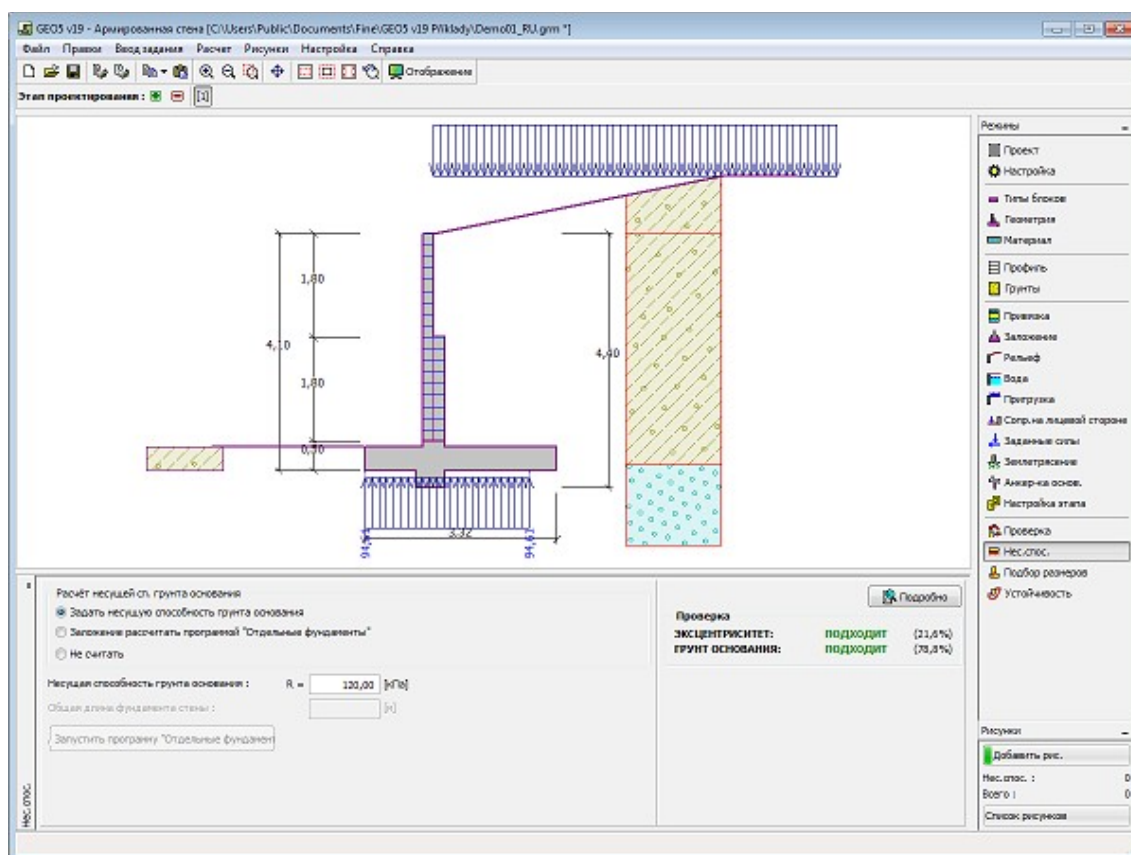 GEO5 v19 - Армированная стена [C:\Users\Public\Documents\Fine\GEO5 v19 Příklady\Demo01_RU.grm *]
Файл Правки Ввод задания Расчет Рисунки Настройка Справка
Отображение
Этап проектирования : [1]
1,80
4,10
4,40
1,80
0,50
3,32
94,61
94,61
Режимы
Проект
Настройка
Типы блоков
Геометрия
Материал
Профиль
Грунты
Привязка
Заложение
Рельеф
Вода
Пригрузка
Сопр.на лицевой стороне
Заданные силы
Землетрясение
Анкер-ка основ.
Настройка этапа
Проверка
Нес.спос.
Подбор размеров
Устойчивость
Рисунки
Добавить рис.
Нес.спос. : 0
Всего : 0
Список рисунков
Нес.спос.
Расчёт несущей сп. грунта основания
Задать несущую способность грунта основания
Заложение рассчитать программой "Отдельные фундаменты"
Не считать
Несущая способность грунта основания : R = 120,00 [кПа]
Общая длина фундамента стены : [м]
Запустить программу "Отдельные фундамент
Подробно
Проверка
ЭКСЦЕНТРИСИТЕТ: ПОДХОДИТ (21,6%)
ГРУНТ ОСНОВАНИЯ: ПОДХОДИТ (78,8%)